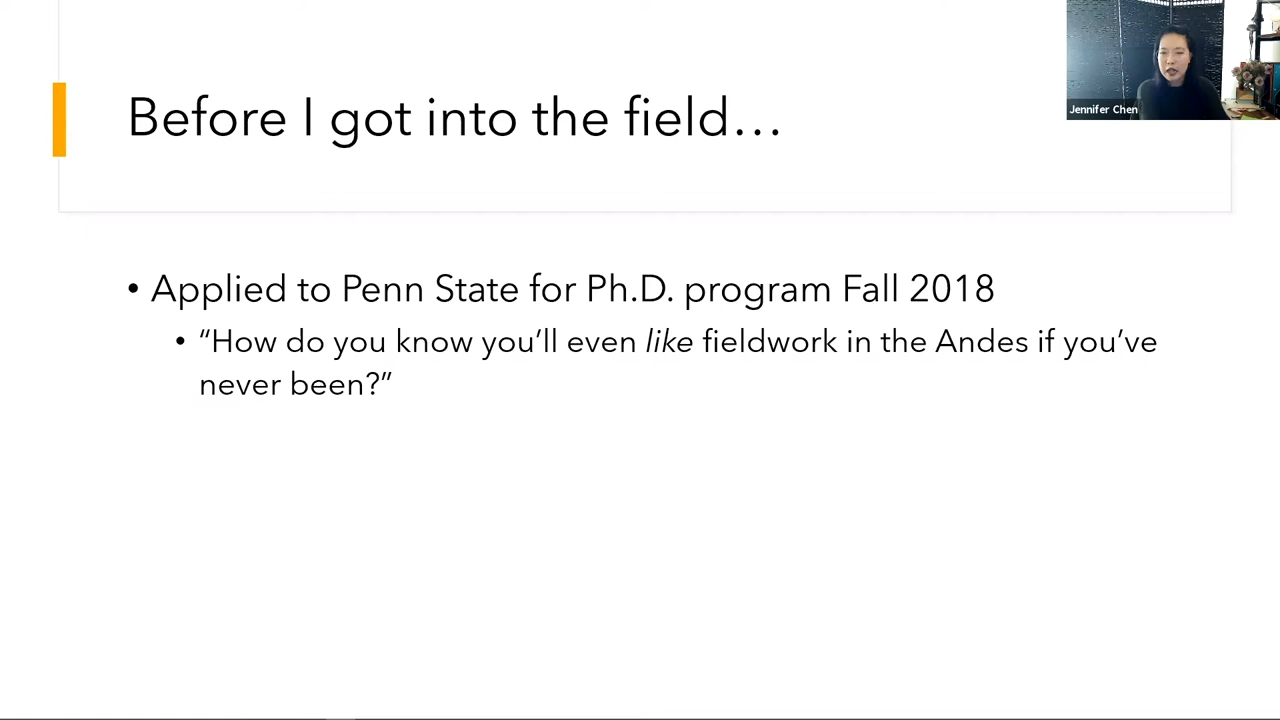 Before I got into the field…
Jennifer Chen
• Applied to Penn State for Ph.D. program Fall 2018
• “How do you know you’ll even like fieldwork in the Andes if you’ve
never been?”